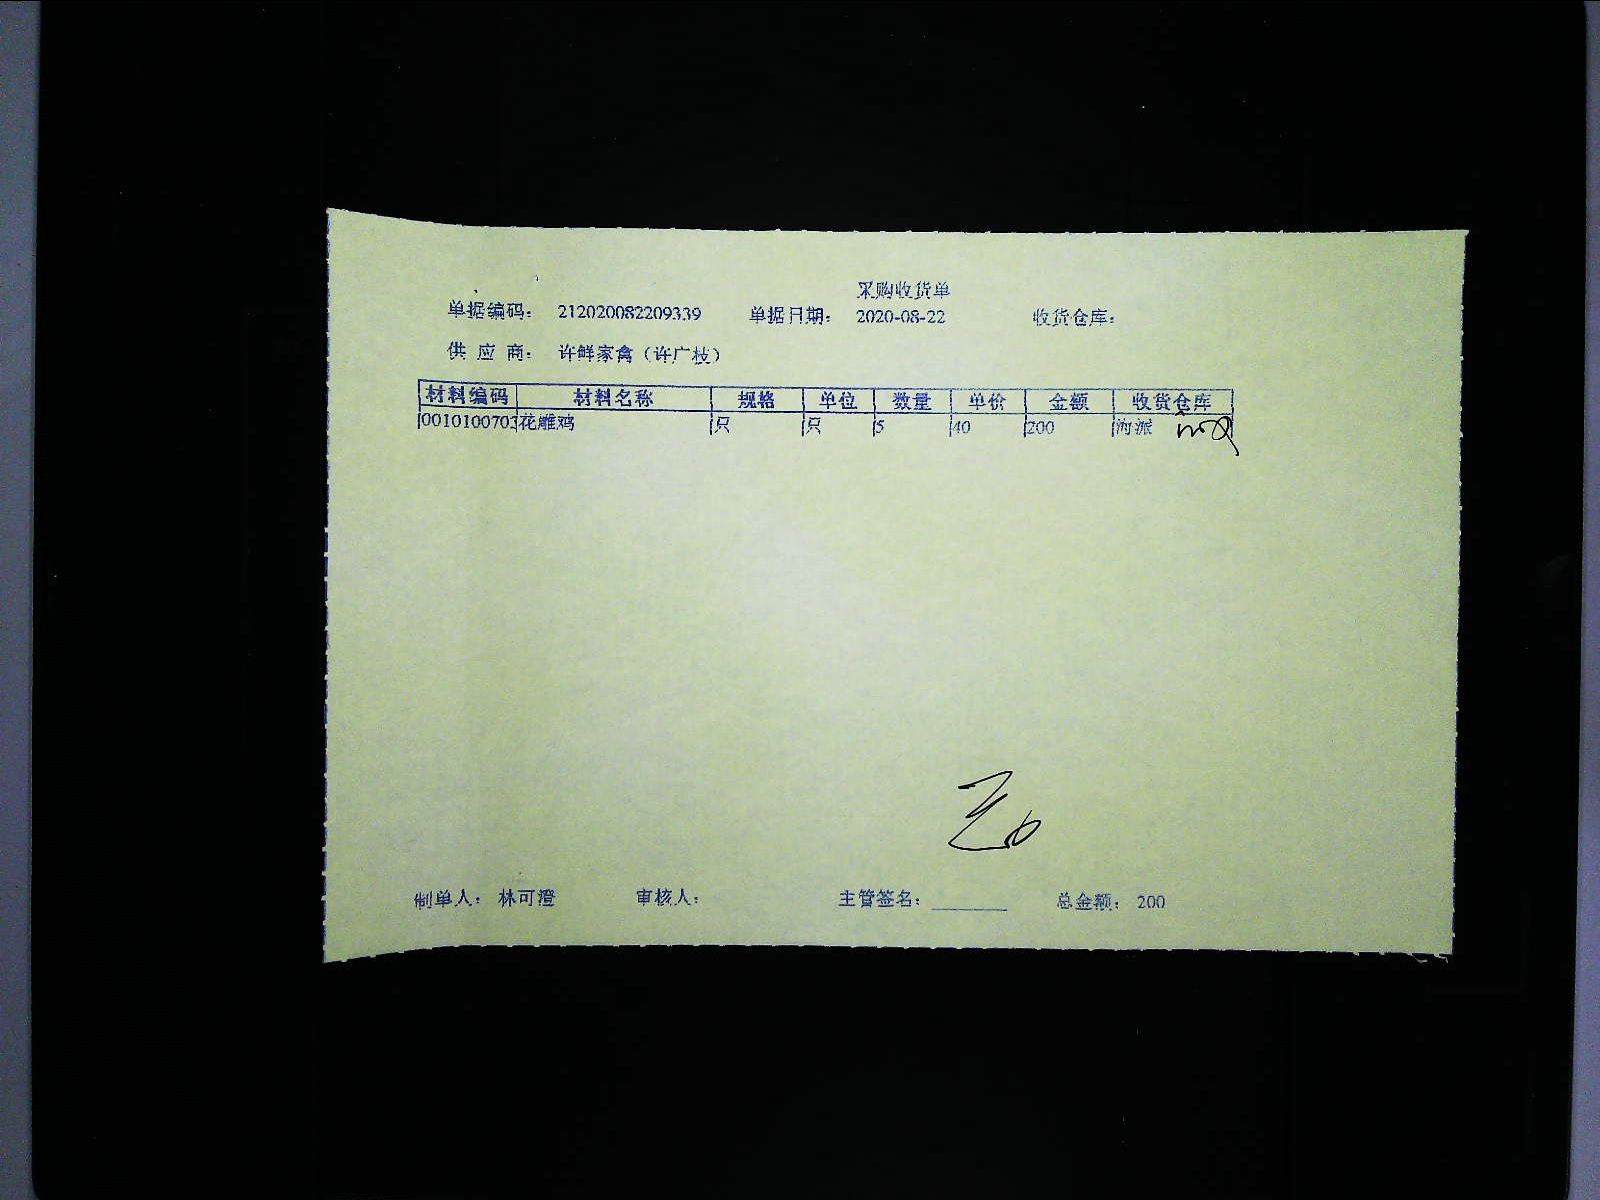 采购收货单
单据编码： 212020082209339 单据日期： 2020-08-22 收货仓库：
供 应 商： 许鲜家禽（许广枝）
材料编码 材料名称 规格 单位 数量 单价 金额 收货仓库
0010100703 花雕鸡 只 只 5 40 200 海派
制单人： 林可澄 审核人： 主管签名： 总金额： 200